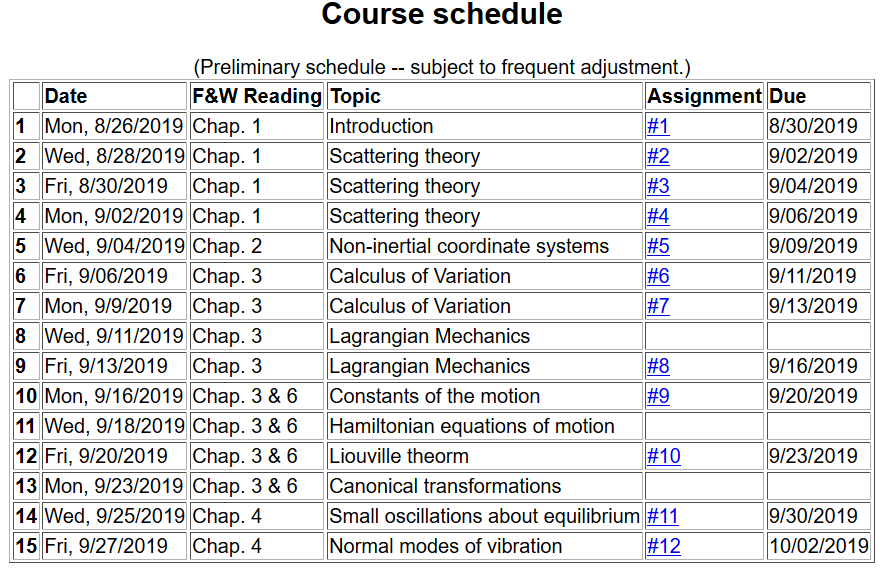 Course schedule
(Preliminary schedule -- subject to frequent adjustment.)
Date F&W Reading Topic Assignment Due
1 Mon, 8/26/2019 Chap. 1 Introduction #1 8/30/2019
2 Wed, 8/28/2019 Chap. 1 Scattering theory #2 9/02/2019
3 Fri, 8/30/2019 Chap. 1 Scattering theory #3 9/04/2019
4 Mon, 9/02/2019 Chap. 1 Scattering theory #4 9/06/2019
5 Wed, 9/04/2019 Chap. 2 Non-inertial coordinate systems #5 9/09/2019
6 Fri, 9/06/2019 Chap. 3 Calculus of Variation #6 9/11/2019
7 Mon, 9/9/2019 Chap. 3 Calculus of Variation #7 9/13/2019
8 Wed, 9/11/2019 Chap. 3 Lagrangian Mechanics
9 Fri, 9/13/2019 Chap. 3 Lagrangian Mechanics #8 9/16/2019
10 Mon, 9/16/2019 Chap. 3 & 6 Constants of the motion #9 9/20/2019
11 Wed, 9/18/2019 Chap. 3 & 6 Hamiltonian equations of motion
12 Fri, 9/20/2019 Chap. 3 & 6 Liouville theorm #10 9/23/2019
13 Mon, 9/23/2019 Chap. 3 & 6 Canonical transformations
14 Wed, 9/25/2019 Chap. 4 Small oscillations about equilibrium #11 9/30/2019
15 Fri, 9/27/2019 Chap. 4 Normal modes of vibration #12 10/02/2019